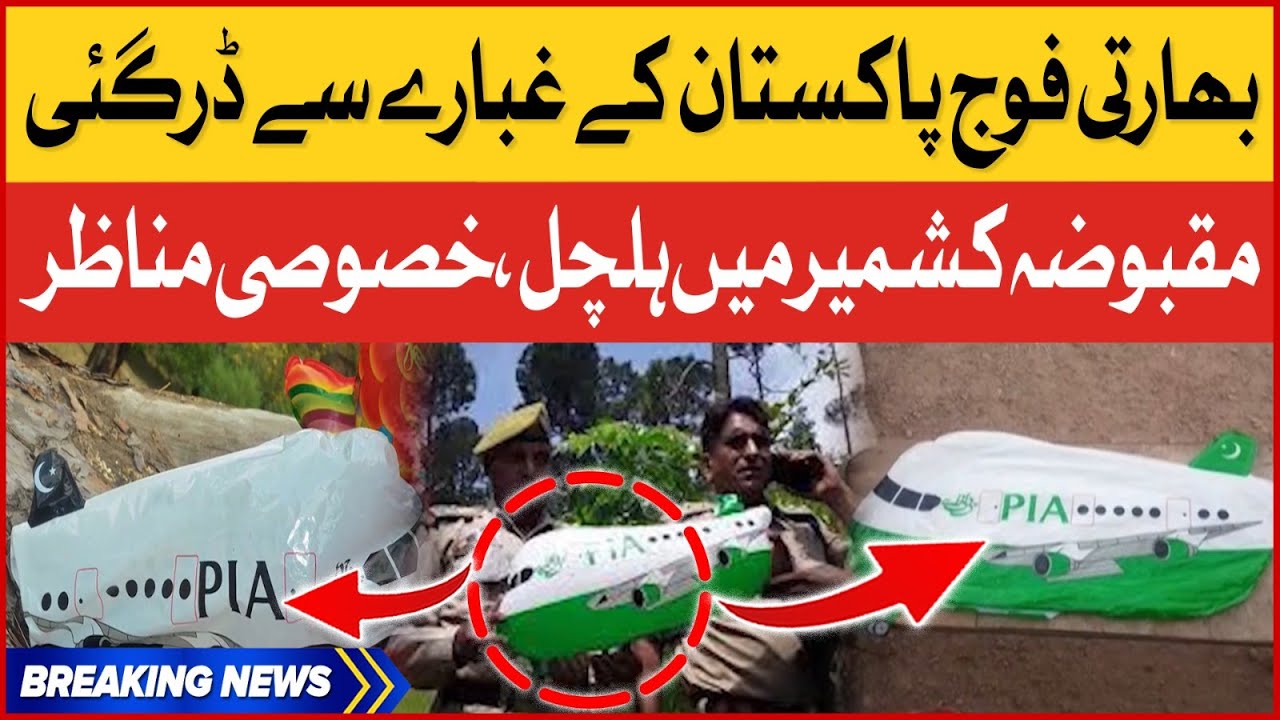 بھارتی فوج پاکستان کے غبارے سے ڈر گئی
مقبوضہ کشمیر میں ہلچل، خصوصی مناظر
PIA
PIA
PIA
BREAKING NEWS